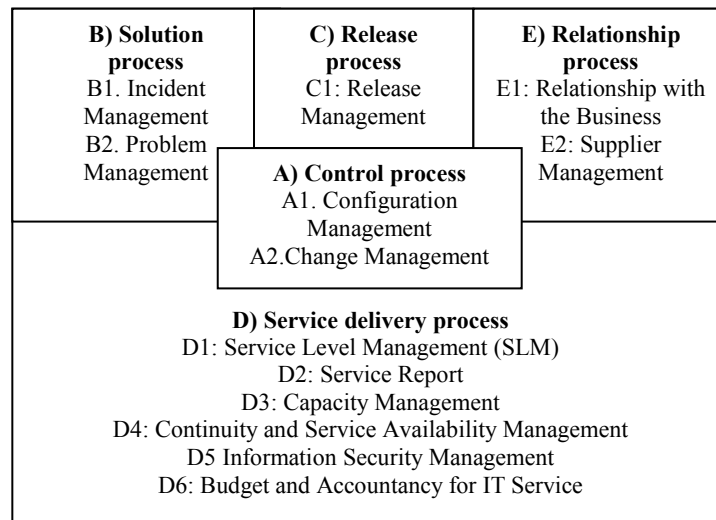 B) Solution
process
B1. Incident
Management
B2. Problem
Management
C) Release
process
C1: Release
Management
E) Relationship
process
E1: Relationship with
the Business
E2: Supplier
Management
A) Control process
A1. Configuration
Management
A2.Change Management
D) Service delivery process
D1: Service Level Management (SLM)
D2: Service Report
D3: Capacity Management
D4: Continuity and Service Availability Management
D5 Information Security Management
D6: Budget and Accountancy for IT Service